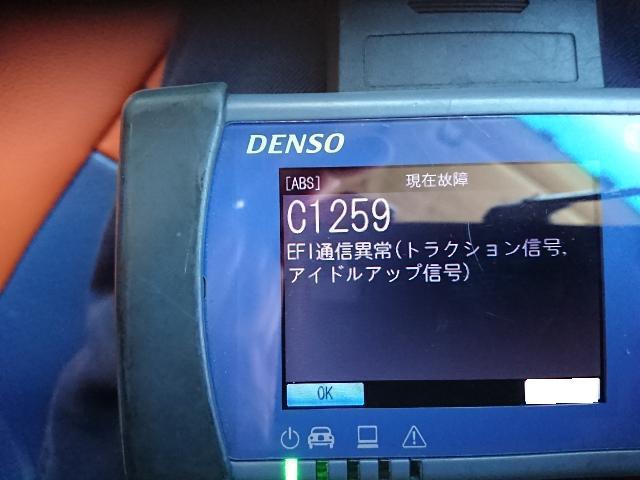 DENSO
[ABS] 現在故障
C1259
EFI通信異常(トラクション信号,
アイドルアップ信号)
OK